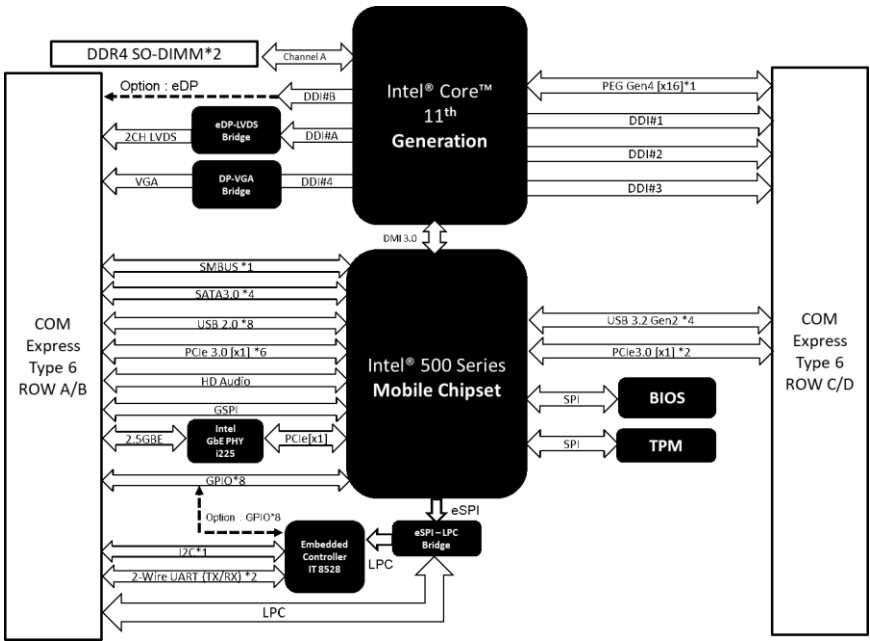 DDR4 SO-DIMM*2
Channel A
Intel® Core™
11th
Generation
Option : eDP
DDI#B
eDP-LVDS
Bridge
2CH LVDS
DDI#A
DP-VGA
Bridge
VGA
DDI#4
PEG Gen4 [x16]*1
DDI#1
DDI#2
DDI#3
DMI 3.0
COM
Express
Type 6
ROW A/B
SMBUS *1
SATA3.0 *4
USB 2.0 *8
PCIe 3.0 [x1] *6
HD Audio
GSPI
2.5GBE
Intel
GbE PHY
i225
PCIe[x1]
GPIO*8
Option : GPIO*8
Intel® 500 Series
Mobile Chipset
USB 3.2 Gen2 *4
PCIe3.0 [x1] *2
SPI
BIOS
SPI
TPM
COM
Express
Type 6
ROW C/D
eSPI
eSPI – LPC
Bridge
LPC
Embedded
Controller
IT 8528
I2C*1
2-Wire UART (TX/RX) *2
LPC